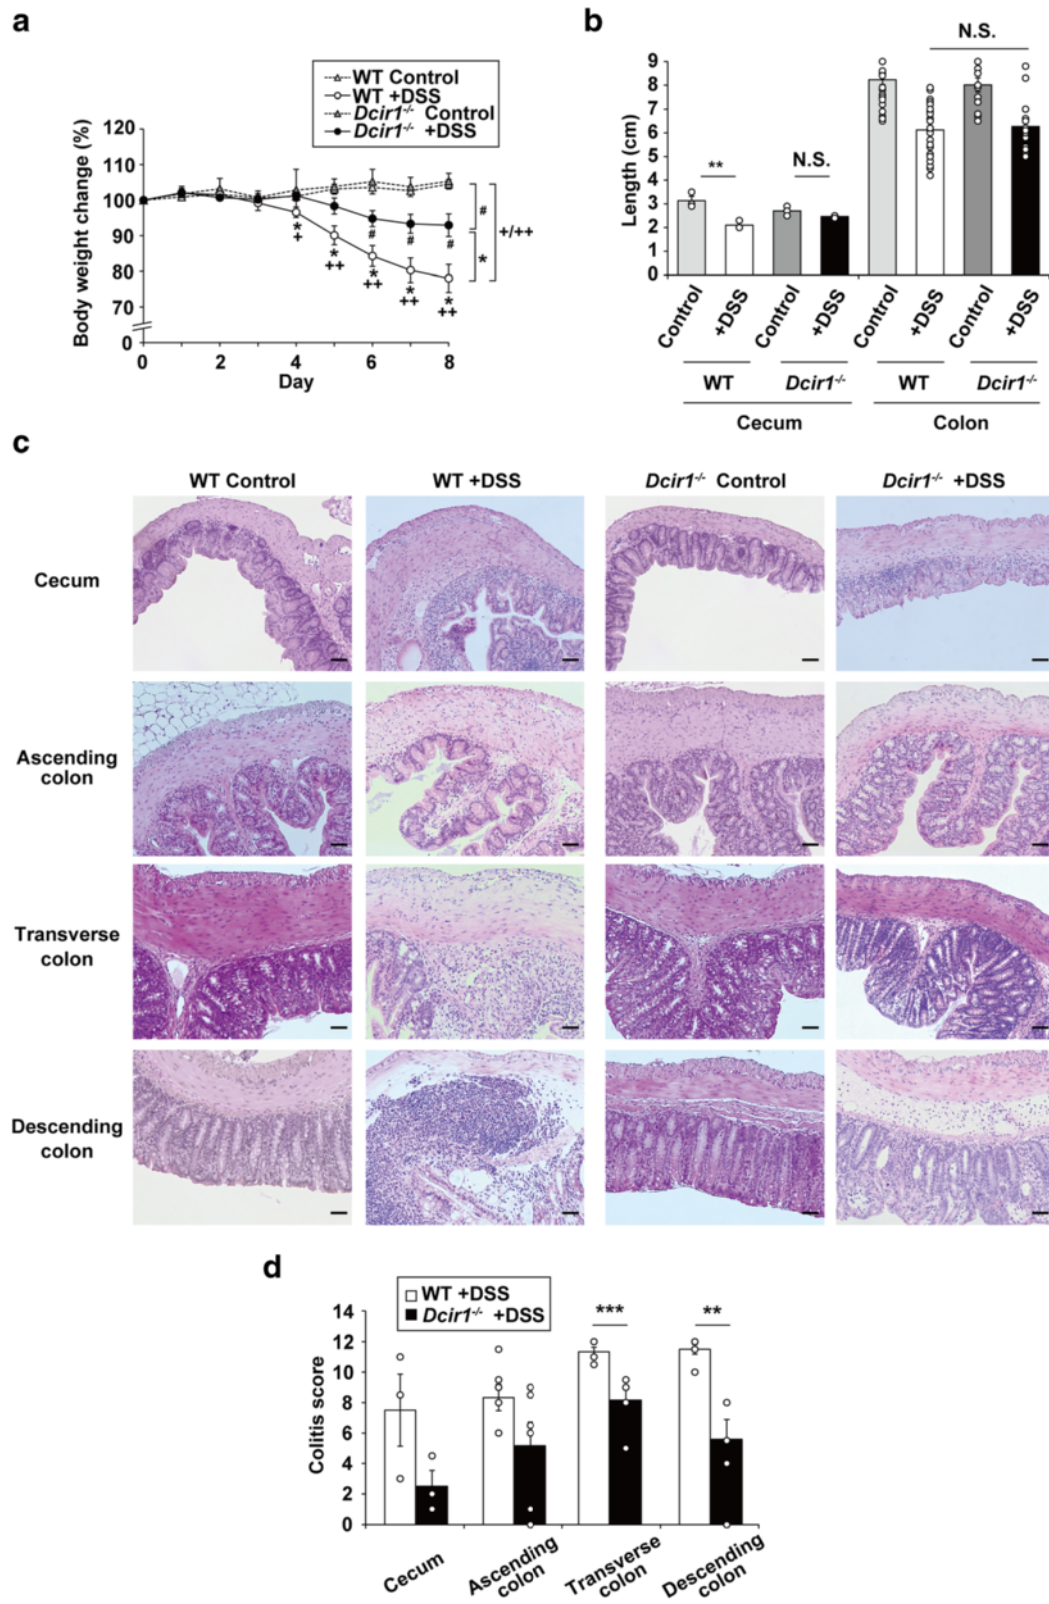 a
WT Control
WT +DSS
Dcir1-/- Control
Dcir1-/- +DSS
Body weight change (%)
120
110
100
90
80
70
0
* +
* ++
* ++
* ++
* ++
# # #
#
*
+/++
0 2 4 6 8
Day
b
N.S.
** N.S.
Length (cm)
9
8
7
6
5
4
3
2
1
0
Control +DSS Control +DSS Control +DSS Control +DSS
WT Dcir1-/- WT Dcir1-/-
Cecum Colon
c
WT Control WT +DSS Dcir1-/- Control Dcir1-/- +DSS
Cecum
Ascending
colon
Transverse
colon
Descending
colon
d
WT +DSS
Dcir1-/- +DSS
*** **
Colitis score
14
12
10
8
6
4
2
0
Cecum
Ascending
colon
Transverse
colon
Descending
colon